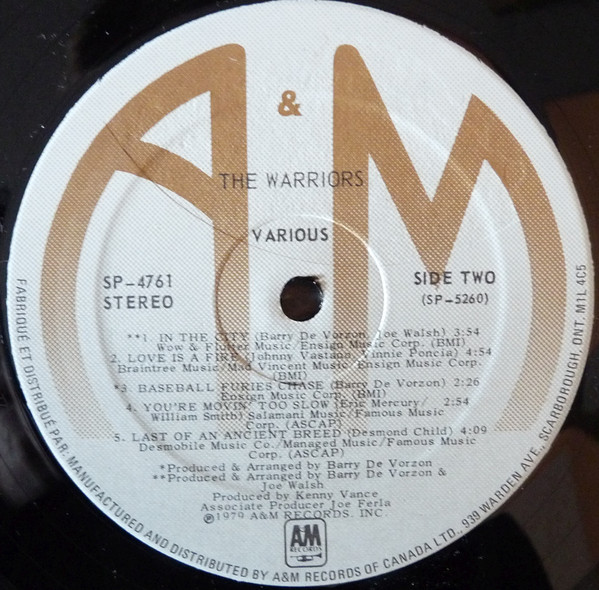 A & M
THE WARRIORS
VARIOUS
SP-4761
STEREO
SIDE TWO
(SP-5260)
**1. IN THE CITY (Barry De Vorzon, Joe Walsh) 3:54
Wow & Flutter Music/Ensign Music Corp. (BMI)
2. LOVE IS A FIRE (Johnny Vastano, Vinnie Poncia) 4:54
Braintree Music/Mad Vincent Music/Ensign Music Corp.
(BMI)
*3. BASEBALL FURIES CHASE (Barry De Vorzon) 2:26
Ensign Music Corp. (BMI)
4. YOU'RE MOVIN' TOO SLOW (Eric Mercury/ 2:54
William Smith) Salamani Music/Famous Music
Corp. (ASCAP)
5. LAST OF AN ANCIENT BREED (Desmond Child) 4:09
Desmobile Music Co./Managed Music/Famous Music
Corp. (ASCAP)
*Produced & Arranged by Barry De Vorzon
**Produced & Arranged by Barry De Vorzon &
Joe Walsh
Produced by Kenny Vance
Associate Producer Joe Ferla
℗1979 A&M RECORDS, INC.
A&M
RECORDS
FABRIQUÉ ET DISTRIBUÉ PAR: MANUFACTURED AND DISTRIBUTED BY A&M RECORDS OF CANADA LTD., 939 WARDEN AVE., SCARBOROUGH, ONT. M1L 4C5